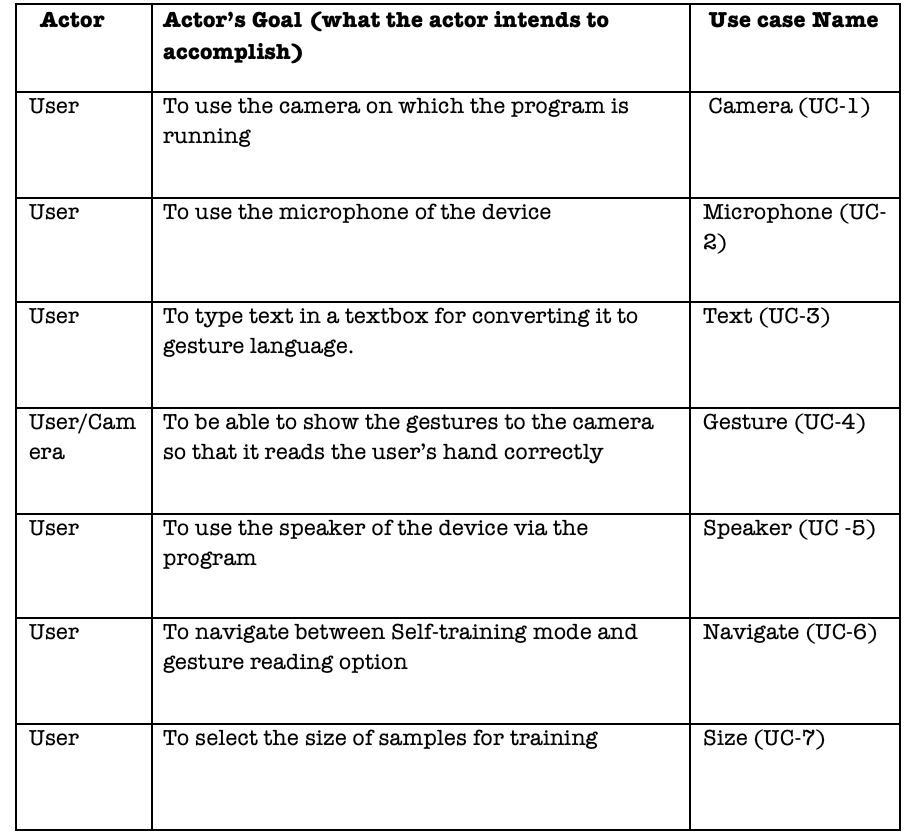 Actor Actor's Goal (what the actor intends to Use case Name
accomplish)
User To use the camera on which the program is Camera (UC-1)
running
User To use the microphone of the device Microphone (UC-
2)
User To type text in a textbox for converting it to Text (UC-3)
gesture language.
User/Cam To be able to show the gestures to the camera Gesture (UC-4)
era so that it reads the user's hand correctly
User To use the speaker of the device via the Speaker (UC -5)
program
User To navigate between Self-training mode and Navigate (UC-6)
gesture reading option
User To select the size of samples for training Size (UC-7)